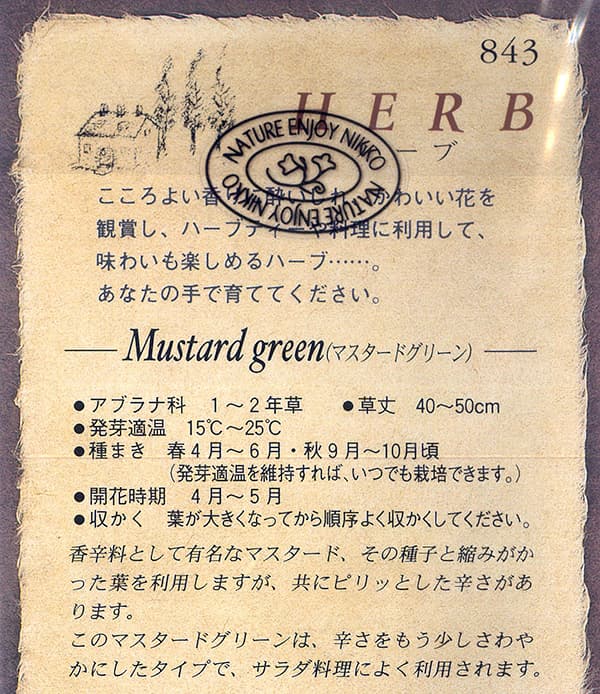 843
HERB
ーブ
NATURE ENJOY NIKKO
NATURE ENJOY NIKKO
こころよい香 酔い れ かわいい花を
観賞し、ハーブティーや料理に利用して、
味わいも楽しめるハーブ……。
あなたの手で育ててください。
Mustard green(マスタードグリーン)
●アブラナ科 1〜2年草 ●草丈 40〜50cm
●発芽適温 15℃〜25℃
●種まき 春4月〜6月・秋9月〜10月頃
(発芽適温を維持すれば、いつでも栽培できます。)
●開花時期 4月〜5月
●収かく 葉が大きくなってから順序よく収かくしてください。
香辛料として有名なマスタード、その種子と縮みがか
った葉を利用しますが、共にピリッとした辛さがあ
ります。
このマスタードグリーンは、辛さをもう少しさわや
かにしたタイプで、サラダ料理によく利用されます。